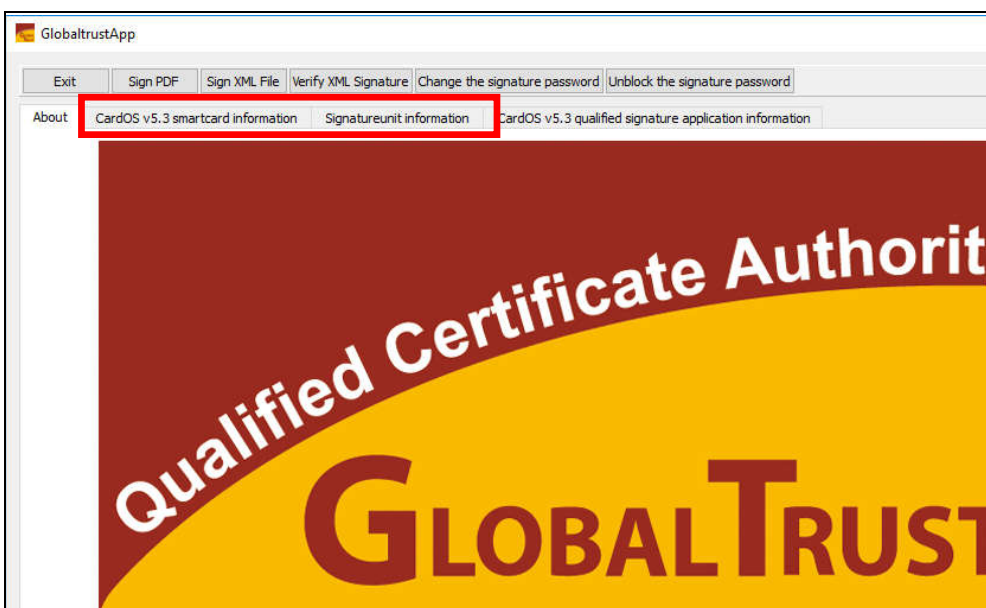 GlobaltrustApp
Exit Sign PDF Sign XML File Verify XML Signature Change the signature password Unblock the signature password
About CardOS v5.3 smartcard information Signatureunit information CardOS v5.3 qualified signature application information
Qualified Certificate Authorit
GLOBALTRUST